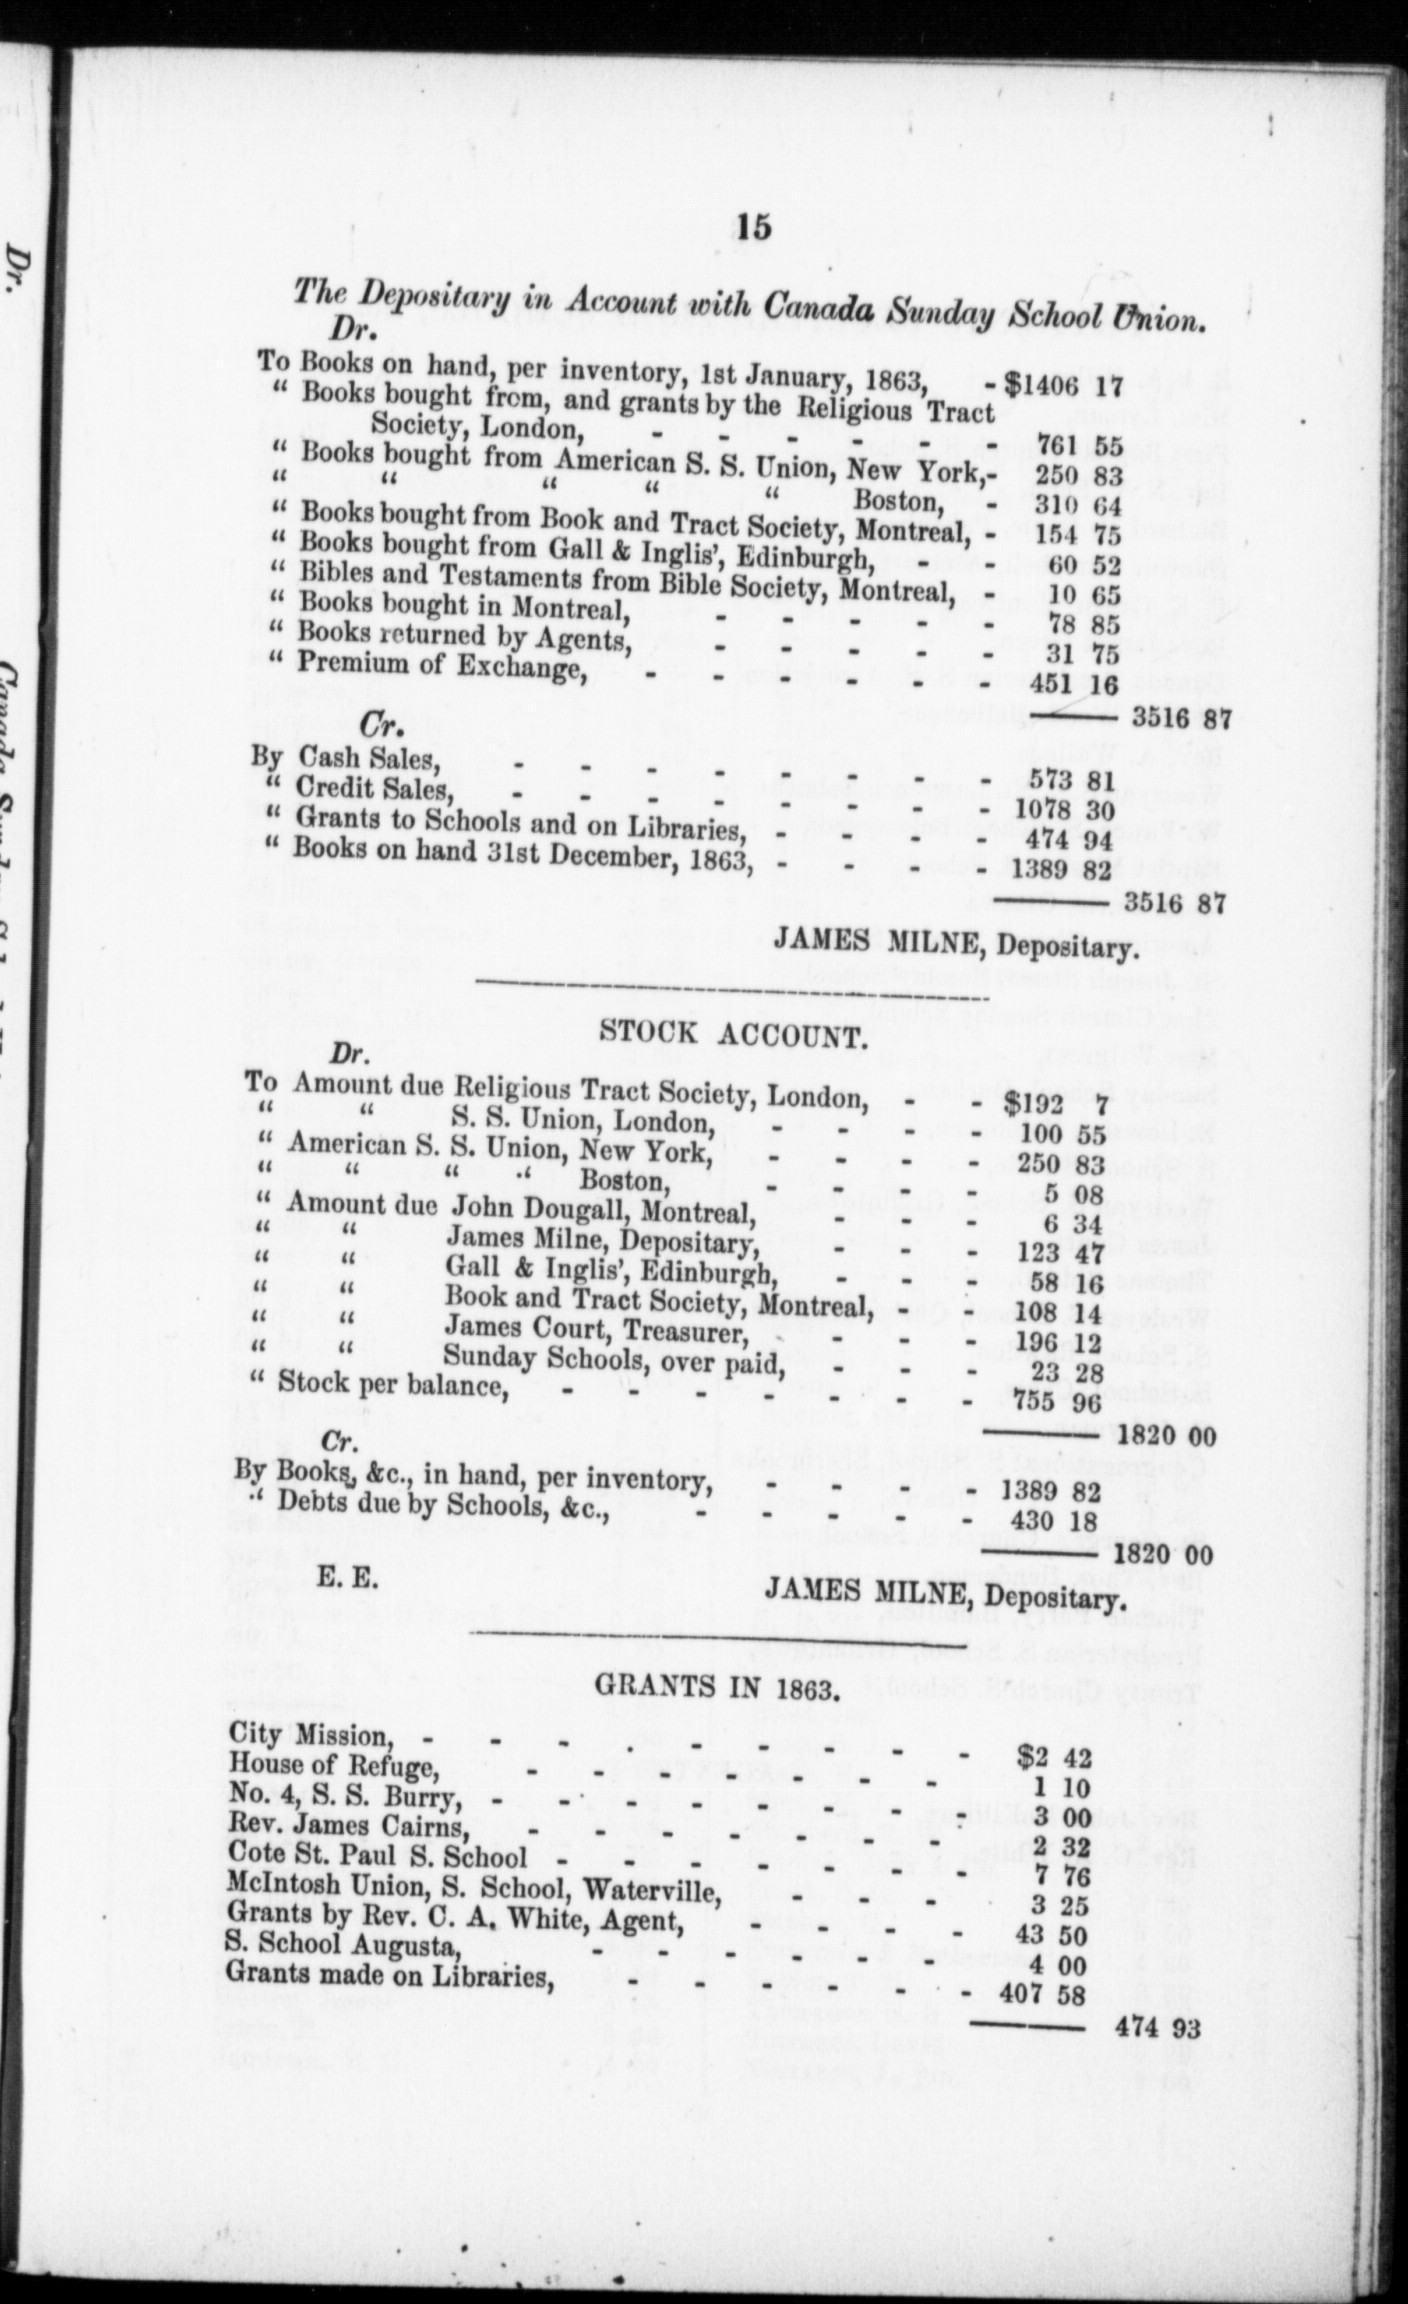 15
The Depositary in Account with Canada Sunday School Union.
Dr.
To Books on hand, per inventory, 1st January, 1863, - $1406 17
“ Books bought from, and grants by the Religious Tract
Society, London, - - - - - - 761 55
“ Books bought from American S. S. Union, New York,- 250 83
“ “ “ “ “ Boston, - 310 64
“ Books bought from Book and Tract Society, Montreal, - 154 75
“ Books bought from Gall & Inglis’, Edinburgh, - - 60 52
“ Bibles and Testaments from Bible Society, Montreal, - 10 65
“ Books bought in Montreal, - - - - - 78 85
“ Books returned by Agents, - - - - - 31 75
“ Premium of Exchange, - - - - - - 451 16
3516 87
Cr.
By Cash Sales, - - - - - - - - 573 81
“ Credit Sales, - - - - - - - - 1078 30
“ Grants to Schools and on Libraries, - - - - 474 94
“ Books on hand 31st December, 1863, - - - - 1389 82
3516 87
JAMES MILNE, Depositary.
STOCK ACCOUNT.
Dr.
To Amount due Religious Tract Society, London, - - $192 7
“ “ S. S. Union, London, - - - - 100 55
“ American S. S. Union, New York, - - - - 250 83
“ “ “ “ Boston, - - - - 5 08
“ Amount due John Dougall, Montreal, - - - 6 34
“ “ James Milne, Depositary, - - - 123 47
“ “ Gall & Inglis’, Edinburgh, - - - 58 16
“ “ Book and Tract Society, Montreal, - - 108 14
“ “ James Court, Treasurer, - - - 196 12
“ “ Sunday Schools, over paid, - - - 23 28
“ Stock per balance, - - - - - - - 755 96
1820 00
Cr.
By Books, &c., in hand, per inventory, - - - - 1389 82
“ Debts due by Schools, &c., - - - - - 430 18
1820 00
E. E. JAMES MILNE, Depositary.
GRANTS IN 1863.
City Mission, - - - - - - - - - $2 42
House of Refuge, - - - - - - - 1 10
No. 4, S. S. Burry, - - - - - - - - 3 00
Rev. James Cairns, - - - - - - - 2 32
Cote St. Paul S. School - - - - - - - 7 76
McIntosh Union, S. School, Waterville, - - - 3 25
Grants by Rev. C. A. White, Agent, - - - - 43 50
S. School Augusta, - - - - - - 4 00
Grants made on Libraries, - - - - - - 407 58
474 93
Dr.